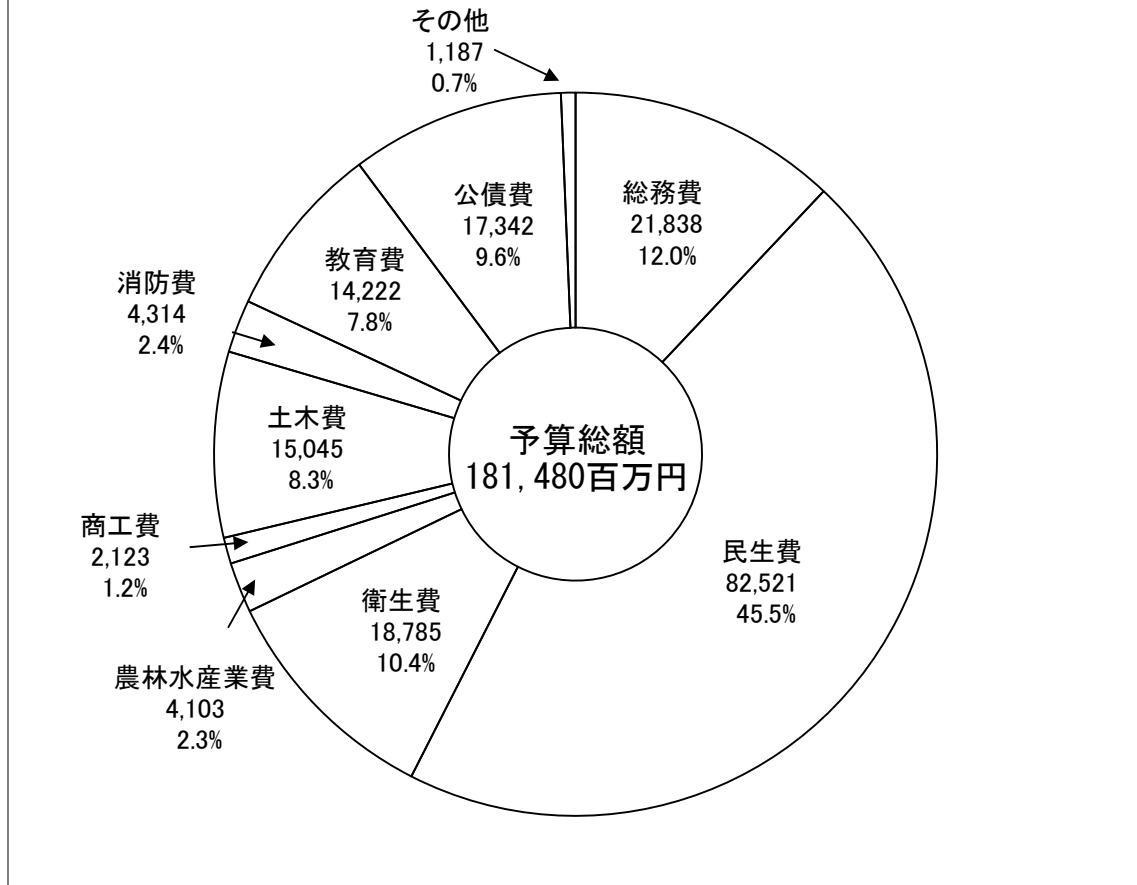 その他
1,187
0.7%
総務費
21,838
12.0%
民生費
82,521
45.5%
衛生費
18,785
10.4%
農林水産業費
4,103
2.3%
商工費
2,123
1.2%
土木費
15,045
8.3%
消防費
4,314
2.4%
教育費
14,222
7.8%
公債費
17,342
9.6%
予算総額
181,480百万円